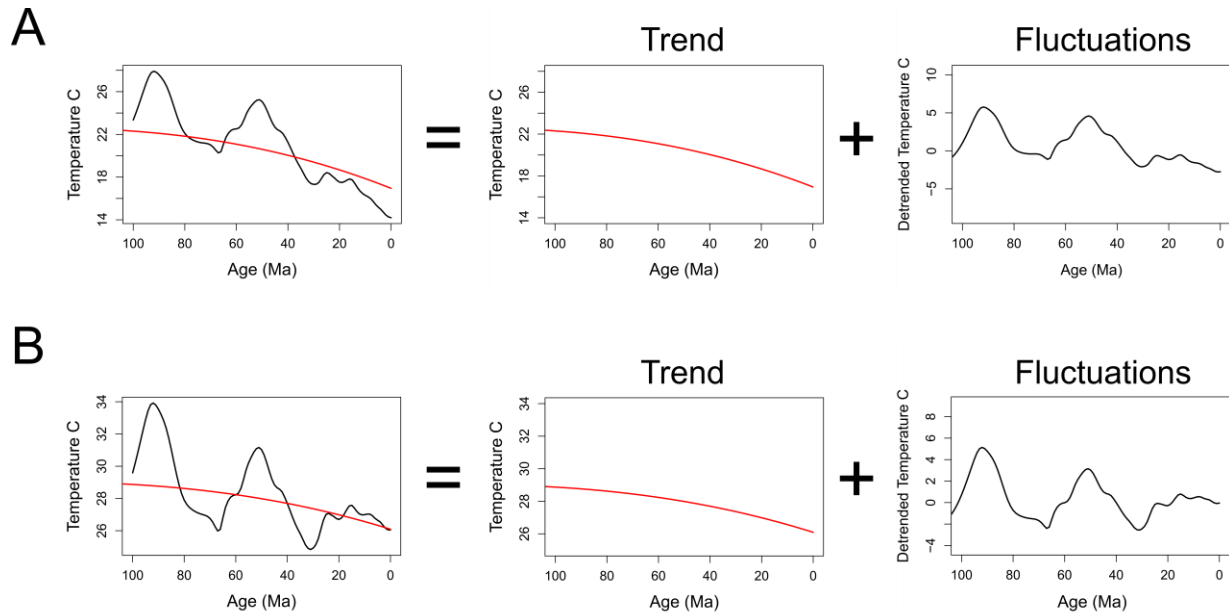 A
Trend
Fluctuations
Temperature C
26
22
18
14
100 80 60 40 20 0
Age (Ma)
=
Temperature C
26
22
18
14
100 80 60 40 20 0
Age (Ma)
+
Detrended Temperature C
10
5
0
−5
100 80 60 40 20 0
Age (Ma)
B
Trend
Fluctuations
Temperature C
34
32
30
28
26
100 80 60 40 20 0
Age (Ma)
=
Temperature C
34
32
30
28
26
100 80 60 40 20 0
Age (Ma)
+
Detrended Temperature C
8
6
4
2
0
−4
100 80 60 40 20 0
Age (Ma)